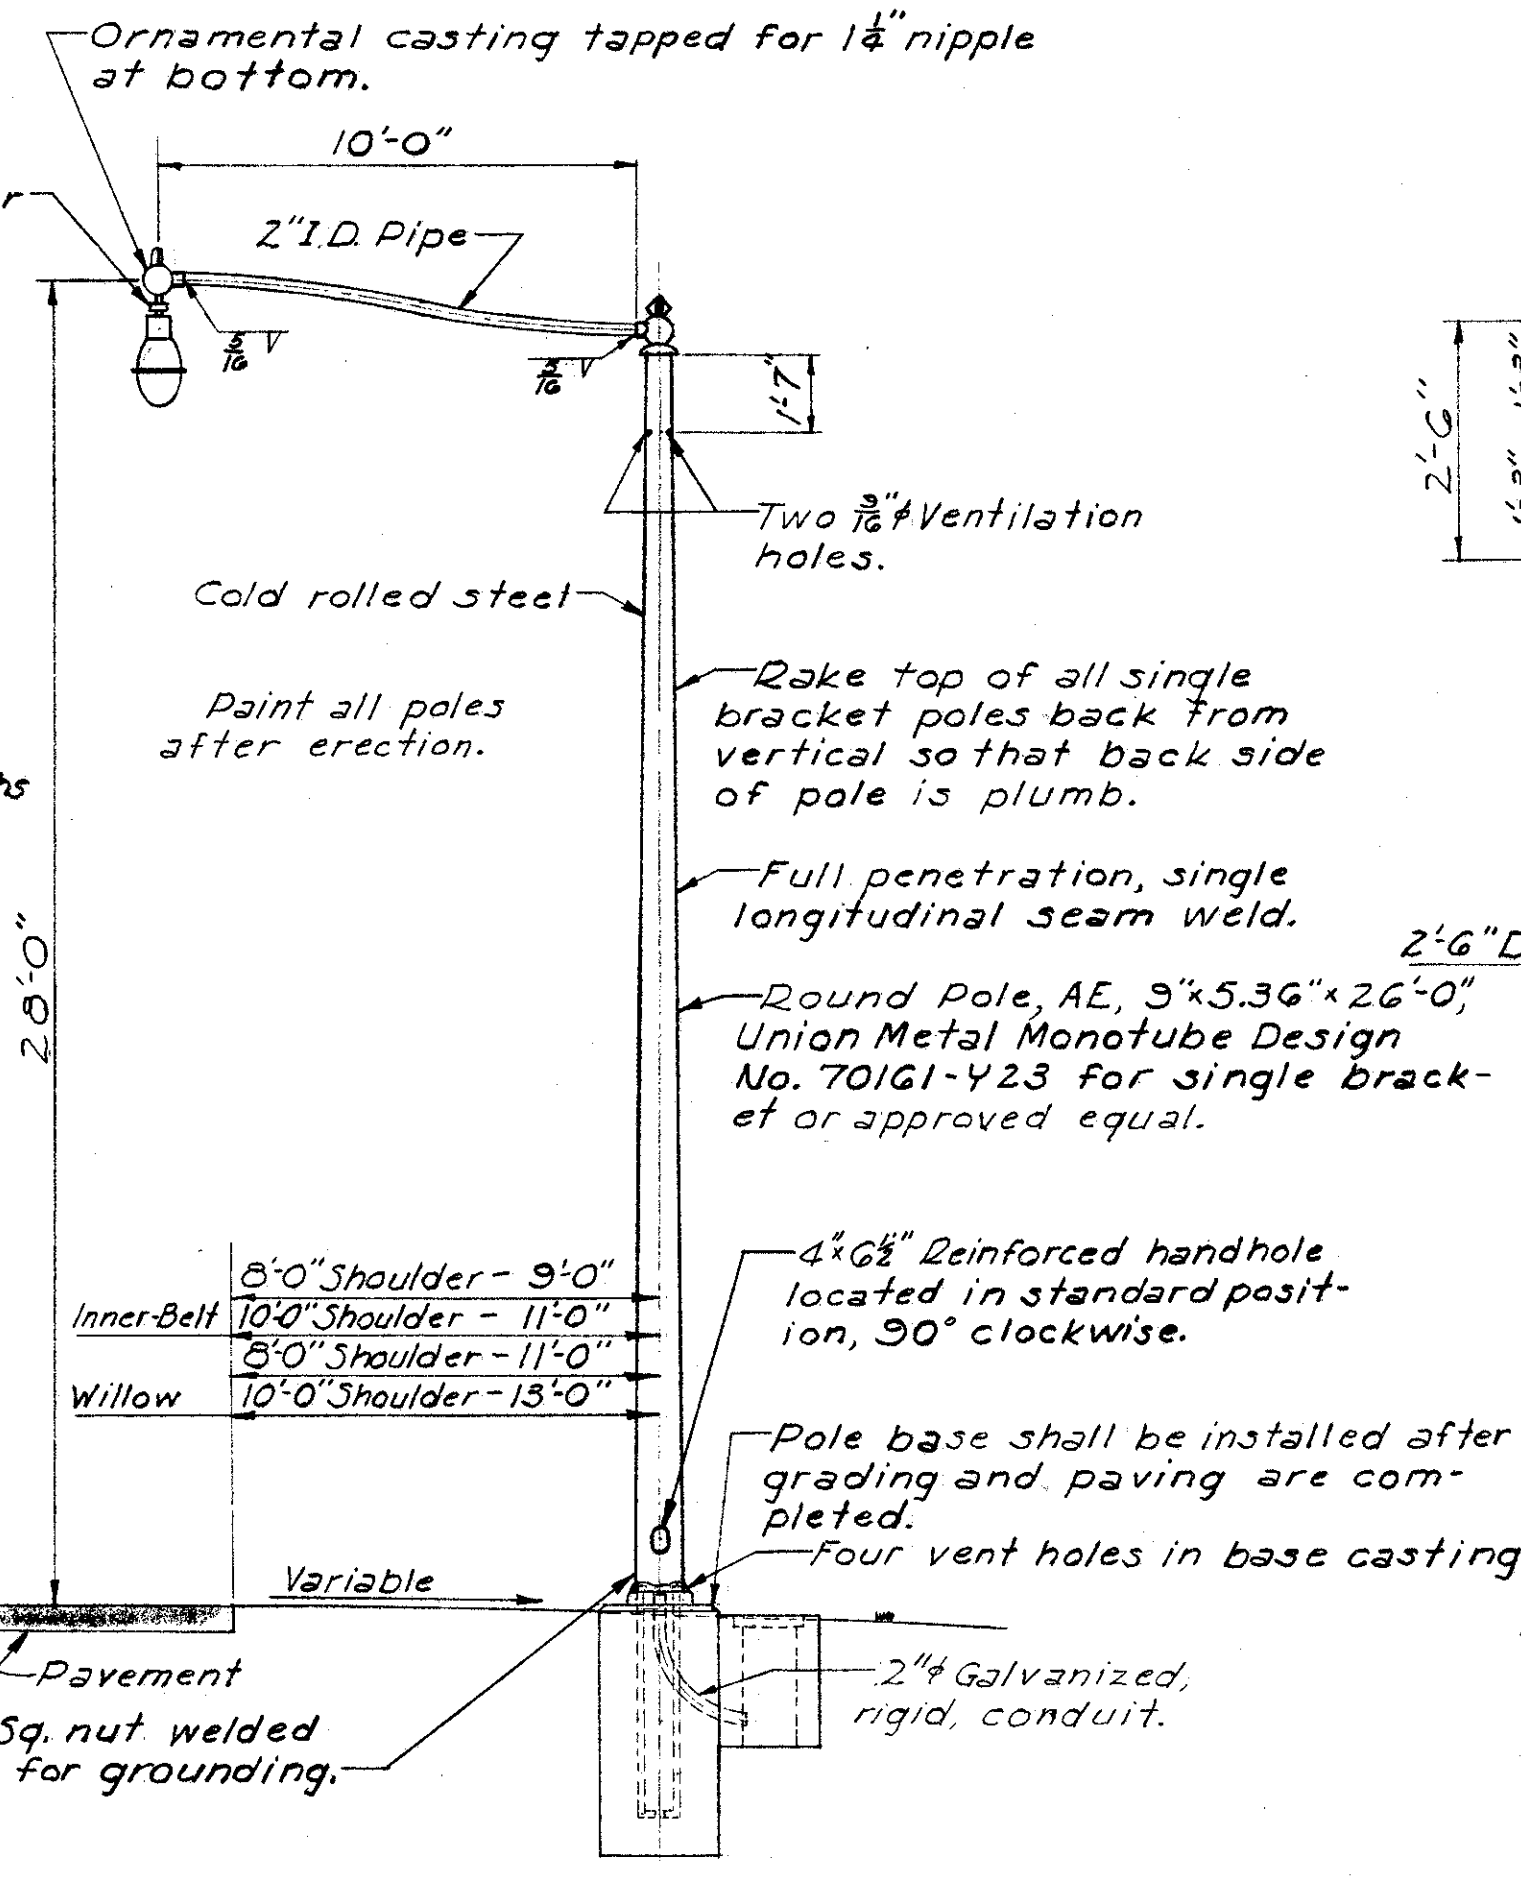 Ornamental casting tapped for 1¼" nipple
at bottom.
10'-0"
r
2" I.D. Pipe
5/16 V
5/16 V
1'-7"
2'-6"
1'-3" 1'-3"
Two 9/16"ø Ventilation
holes.
Cold rolled steel
Rake top of all single
bracket poles back from
vertical so that back side
of pole is plumb.
Paint all poles
after erection.
28'-0"
Full penetration, single
longitudinal seam weld.
2'-6" D
Round Pole, AE, 9"x5.36"x26'-0",
Union Metal Monotube Design
No. 70161-Y23 for single brack-
et or approved equal.
4"x6½" Reinforced handhole
located in standard posit-
ion, 90° clockwise.
8'-0" Shoulder - 9'-0"
Inner-Belt 10'-0" Shoulder - 11'-0"
8'-0" Shoulder - 11'-0"
Willow 10'-0" Shoulder - 13'-0"
Pole base shall be installed after
grading and paving are com-
pleted.
Four vent holes in base casting
Variable
Pavement
2"ø Galvanized,
rigid, conduit.
Sq. nut welded
for grounding.